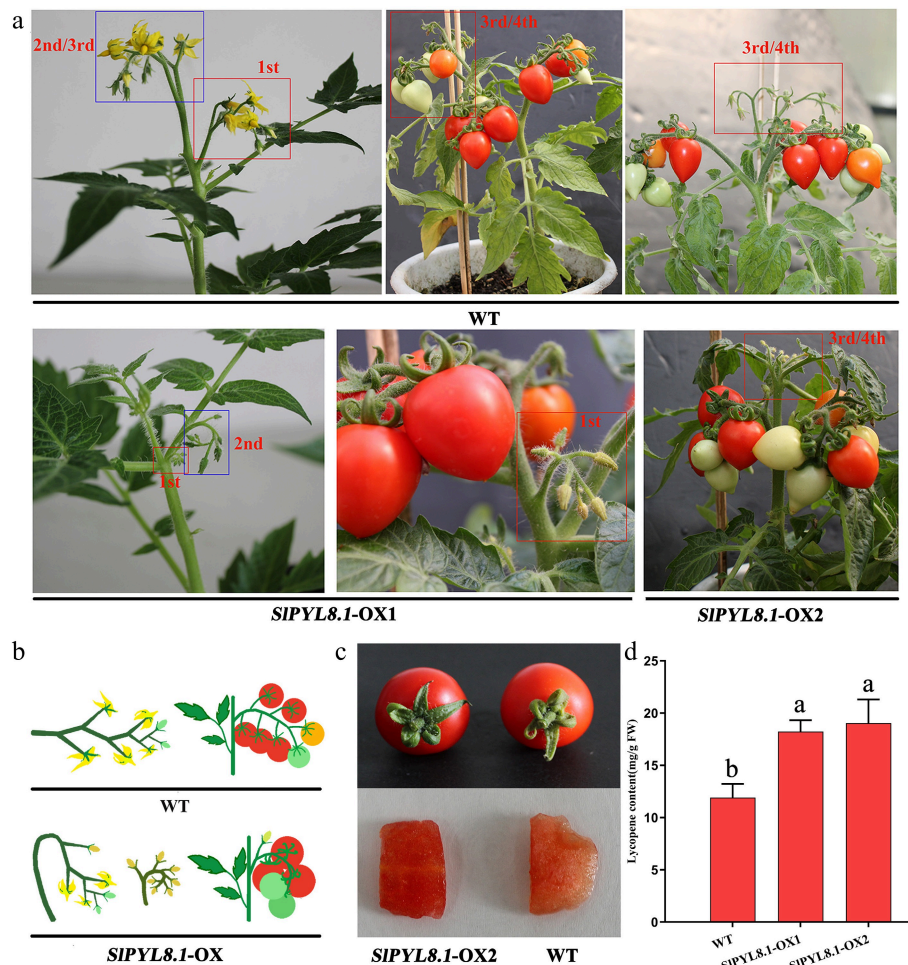 a
2nd/3rd
1st
3rd/4th
3rd/4th
WT
2nd
1st
1st
3rd/4th
SlPYL8.1-OX1
SlPYL8.1-OX2
b
WT
SlPYL8.1-OX
c
SlPYL8.1-OX2
WT
d
25
20
15
10
5
0
Lycopene content(mg/g FW)
b
a
a
WT
SlPYL8.1-OX1
SlPYL8.1-OX2